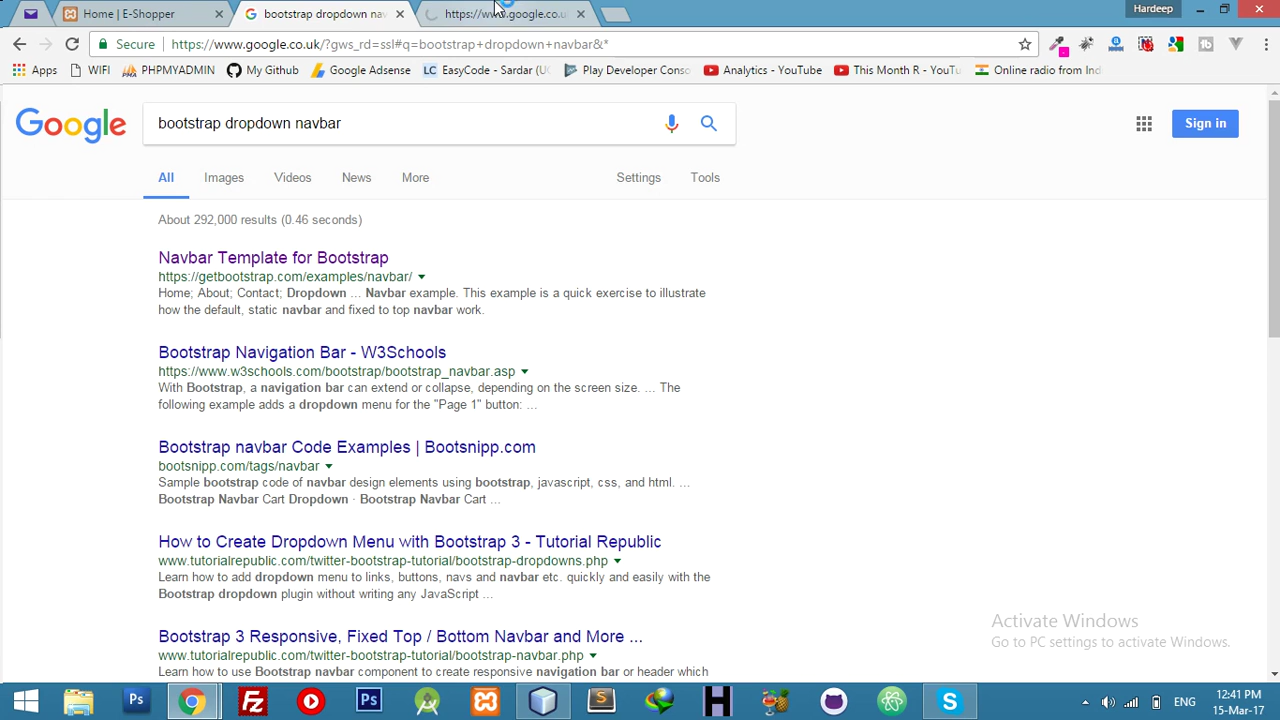 Home | E-Shopper
bootstrap dropdown nav
https://www.google.co.u
Hardeep
Secure
https://www.google.co.uk/?gws_rd=ssl#q=bootstrap+dropdown+navbar&*
Apps
WIFI
PHPMYADMIN
My Github
Google Adsense
LC EasyCode - Sardar (U
Play Developer Conso
Analytics - YouTube
This Month R - YouTu
Online radio from Ind
Google
bootstrap dropdown navbar
Sign in
All Images Videos News More Settings Tools
About 292,000 results (0.46 seconds)
Navbar Template for Bootstrap
https://getbootstrap.com/examples/navbar/
Home; About; Contact; Dropdown ... Navbar example. This example is a quick exercise to illustrate
how the default, static navbar and fixed to top navbar work.
Bootstrap Navigation Bar - W3Schools
https://www.w3schools.com/bootstrap/bootstrap_navbar.asp
With Bootstrap, a navigation bar can extend or collapse, depending on the screen size. ... The
following example adds a dropdown menu for the "Page 1" button: ...
Bootstrap navbar Code Examples | Bootsnipp.com
bootsnipp.com/tags/navbar
Sample bootstrap code of navbar design elements using bootstrap, javascript, css, and html. ...
Bootstrap Navbar Cart Dropdown · Bootstrap Navbar Cart ...
How to Create Dropdown Menu with Bootstrap 3 - Tutorial Republic
www.tutorialrepublic.com/twitter-bootstrap-tutorial/bootstrap-dropdowns.php
Learn how to add dropdown menu to links, buttons, navs and navbar etc. quickly and easily with the
Bootstrap dropdown plugin without writing any JavaScript ...
Bootstrap 3 Responsive, Fixed Top / Bottom Navbar and More ...
www.tutorialrepublic.com/twitter-bootstrap-tutorial/bootstrap-navbar.php
Learn how to use Bootstrap navbar component to create responsive navigation bar or header which
Activate Windows
Go to PC settings to activate Windows.
Ps
Fz
Ps
S
H
S
ENG
12:41 PM
15-Mar-17